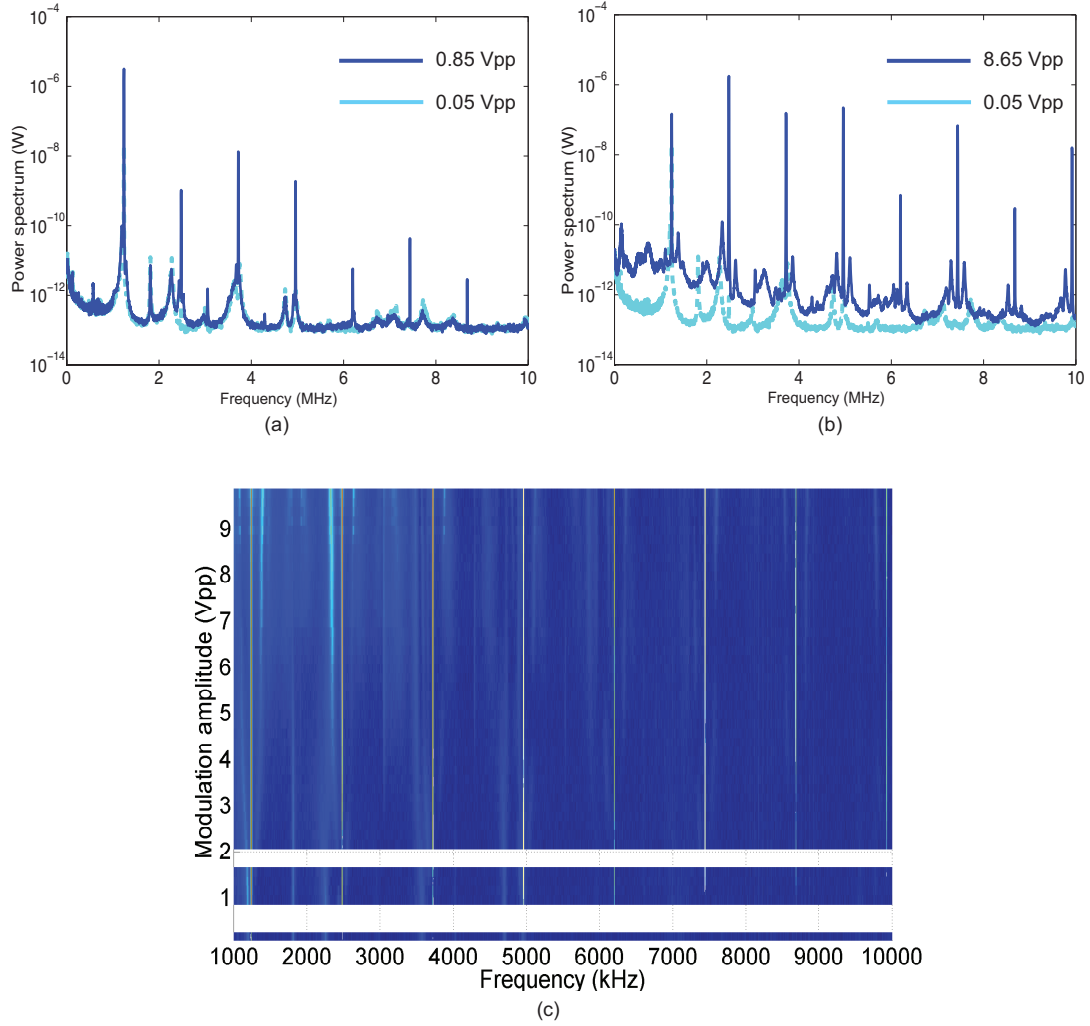 10−4
10−6
10−8
10−10
10−12
10−14
Power spectrum (W)
0.85 Vpp
0.05 Vpp
0 2 4 6 8 10
Frequency (MHz)
(a)
10−4
10−6
10−8
10−10
10−12
10−14
Power spectrum (W)
8.65 Vpp
0.05 Vpp
0 2 4 6 8 10
Frequency (MHz)
(b)
Modulation amplitude (Vpp)
9
8
7
6
5
4
3
2
1
1000 2000 3000 4000 5000 6000 7000 8000 9000 10000
Frequency (kHz)
(c)